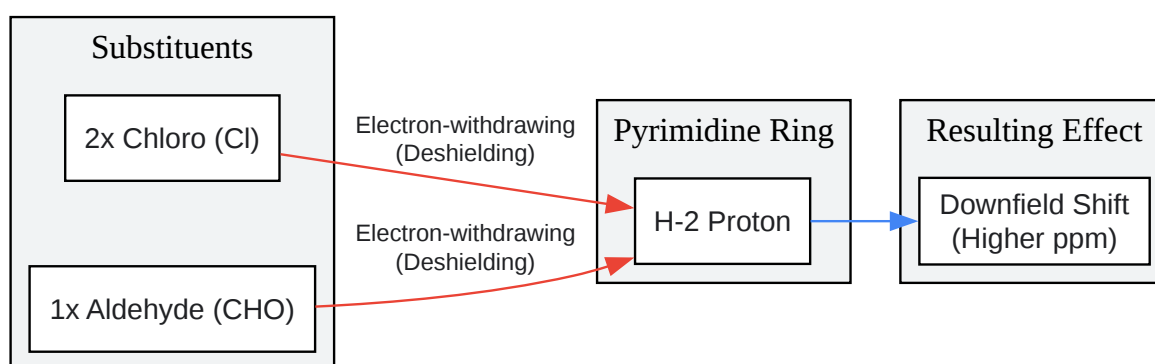 Substituents
2x Chloro (Cl)
1x Aldehyde (CHO)
Electron-withdrawing
(Deshielding)
Electron-withdrawing
(Deshielding)
Pyrimidine Ring
H-2 Proton
Resulting Effect
Downfield Shift
(Higher ppm)